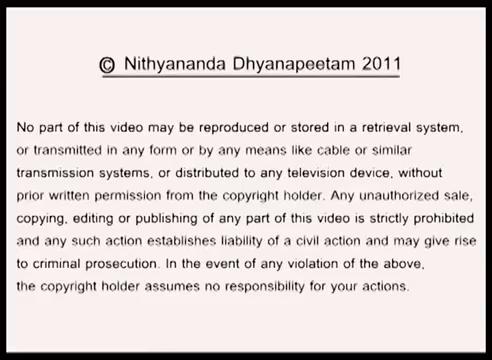 © Nithyananda Dhyanapeetam 2011
No part of this video may be reproduced or stored in a retrieval system,
or transmitted in any form or by any means like cable or similar
transmission systems, or distributed to any television device, without
prior written permission from the copyright holder. Any unauthorized sale,
copying, editing or publishing of any part of this video is strictly prohibited
and any such action establishes liability of a civil action and may give rise
to criminal prosecution. In the event of any violation of the above,
the copyright holder assumes no responsibility for your actions.